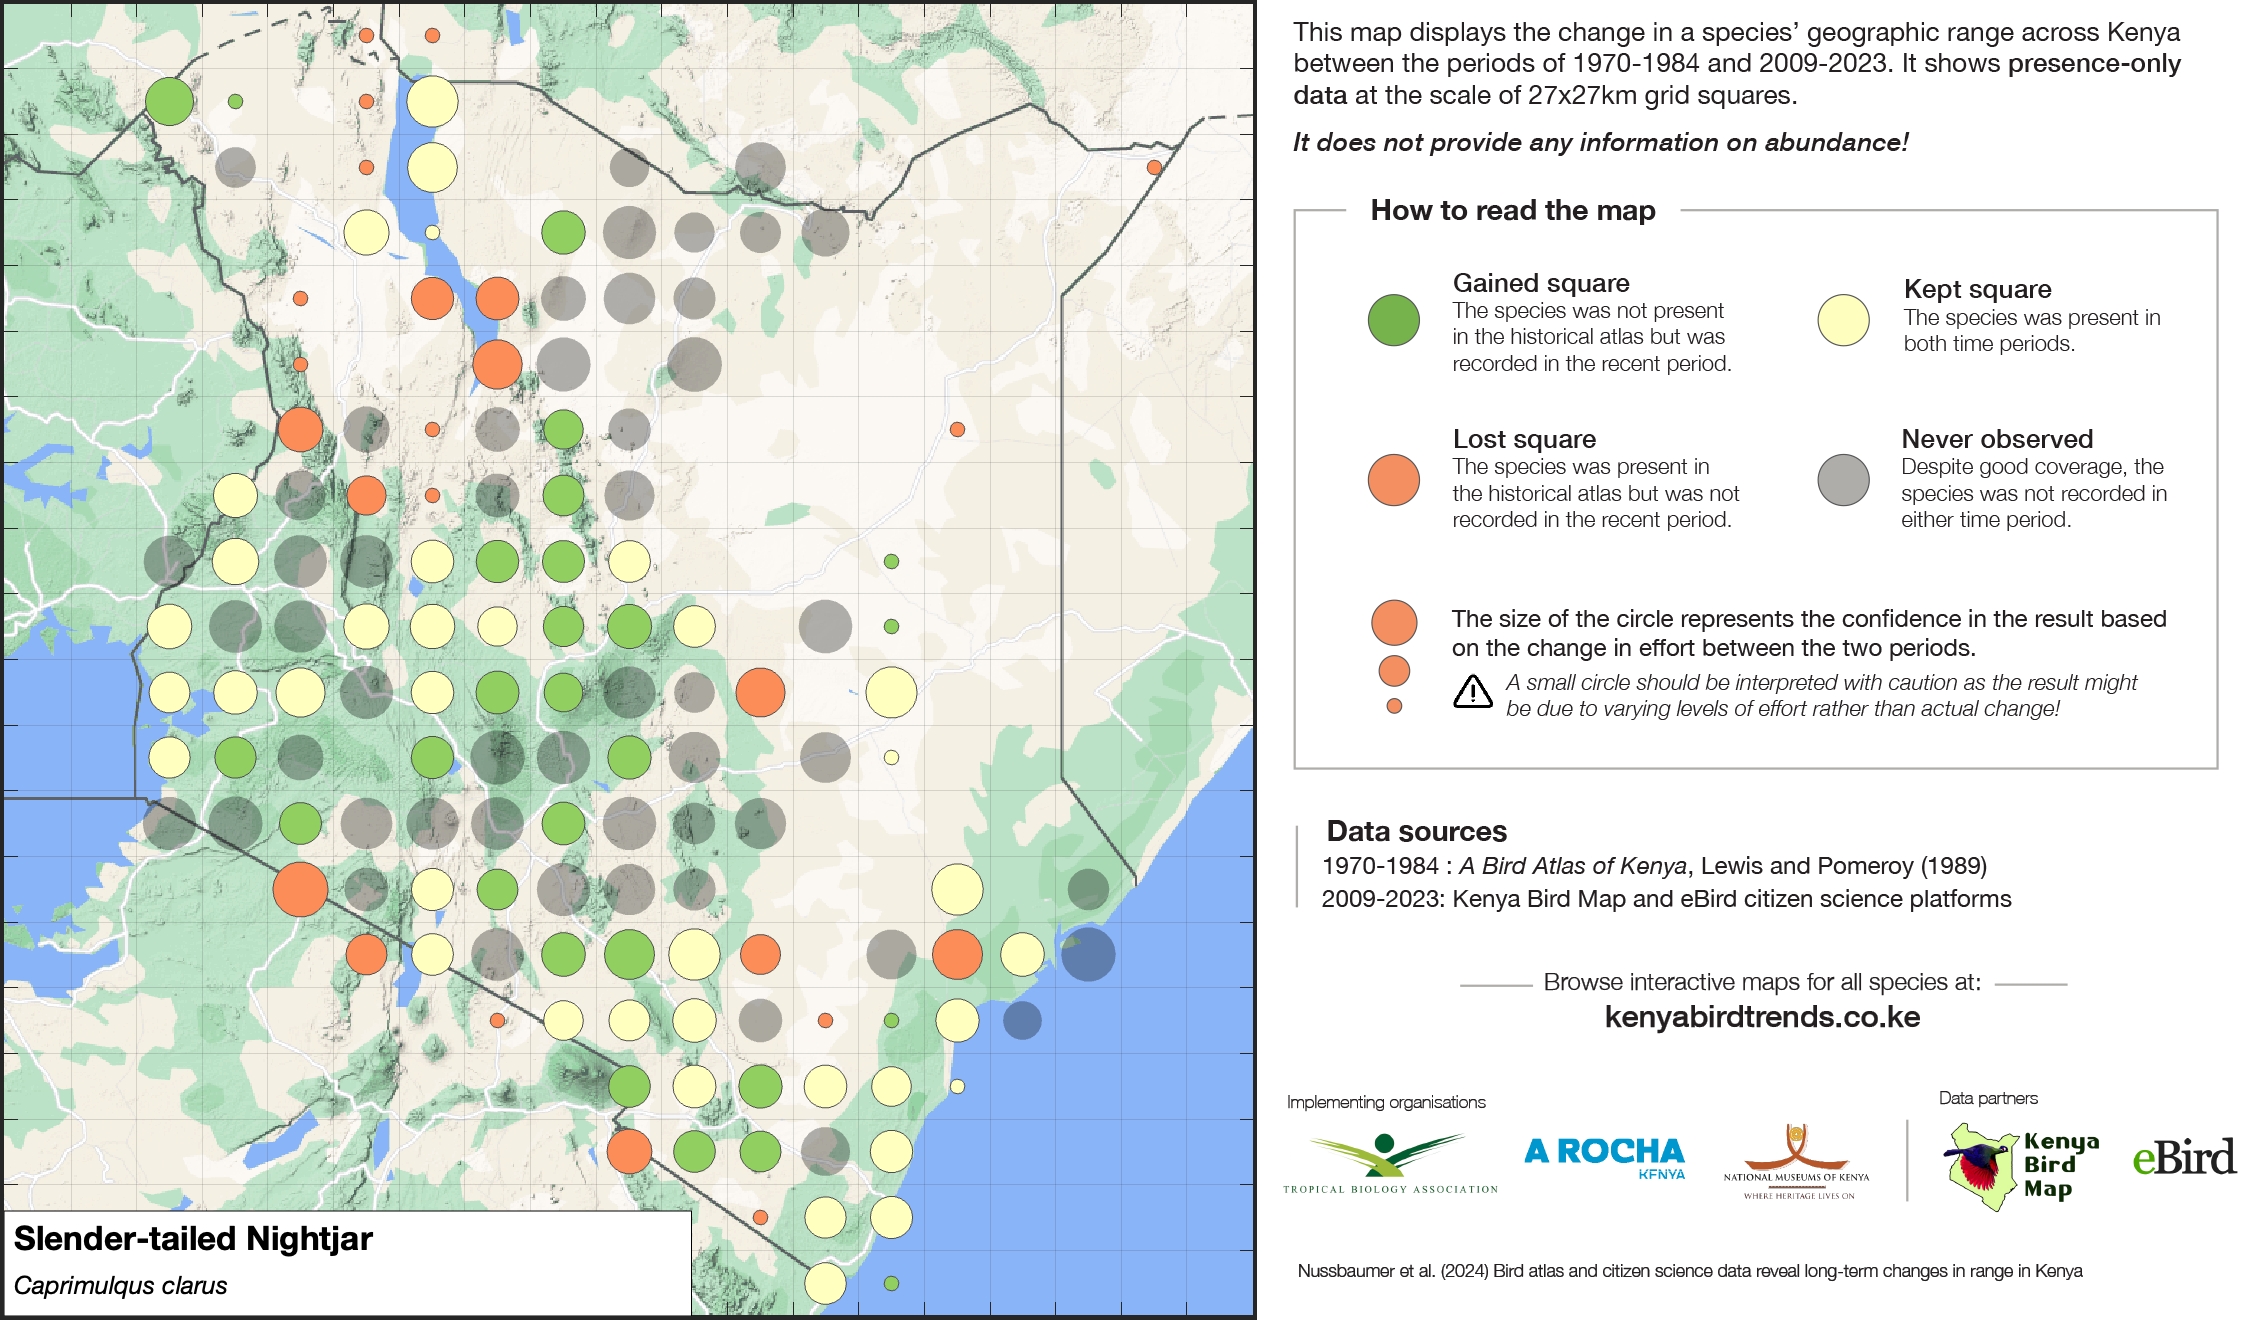 This map displays the change in a species’ geographic range across Kenya
between the periods of 1970-1984 and 2009-2023. It shows presence-only
data at the scale of 27x27km grid squares.
It does not provide any information on abundance!
How to read the map
Gained square
The species was not present
in the historical atlas but was
recorded in the recent period.
Kept square
The species was present in
both time periods.
Lost square
The species was present in
the historical atlas but was not
recorded in the recent period.
Never observed
Despite good coverage, the
species was not recorded in
either time period.
The size of the circle represents the confidence in the result based
on the change in effort between the two periods.
A small circle should be interpreted with caution as the result might
be due to varying levels of effort rather than actual change!
Data sources
1970-1984 : A Bird Atlas of Kenya, Lewis and Pomeroy (1989)
2009-2023: Kenya Bird Map and eBird citizen science platforms
Browse interactive maps for all species at:
kenyabirdtrends.co.ke
Implementing organisations
Data partners
TROPICAL BIOLOGY ASSOCIATION
A ROCHA
KENYA
NATIONAL MUSEUMS OF KENYA
WHERE HERITAGE LIVES ON
Kenya
Bird
Map
eBird
Slender-tailed Nightjar
Caprimulqus clarus
Nussbaumer et al. (2024) Bird atlas and citizen science data reveal long-term changes in range in Kenya